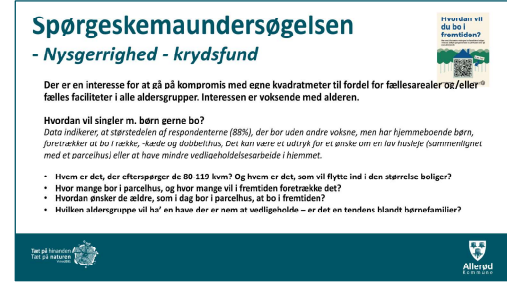 Spørgeskemaundersøgelsen
- Nysgerrighed - krydsfund
Hvordan vil
du bo i
fremtiden?
Der er en interesse for at gå på kompromis med egne kvadratmeter til fordel for fællesarealer og/eller
fælles faciliteter i alle aldersgrupper. Interessen er voksende med alderen.
Hvordan vil singler m. børn gerne bo?
Data indikerer, at størstedelen af respondenterne (88%), der bor uden andre voksne, men har hjemmeboende børn,
foretrækker at bo i række, -kæde og dobbelthus, Det kan være et udtryk for et ønske om en lav husleje (sammenlignet
med et parcelhus) eller at have mindre vedligeholdelsesarbejde i hjemmet.
- Hvem er det, der efterspørger de 80-119 kvm? Og hvem er det, som vil flytte ind i den størrelse boliger?
- Hvor mange bor i parcelhus, og hvor mange vil i fremtiden foretrække det?
- Hvordan ønsker de ældre, som i dag bor i parcelhus, at bo i fremtiden?
- Hvilken aldersgruppe vil ha' en have der er nem at vedligeholde – er det en tendens blandt børnefamilier?
Tæt på hinanden
Tæt på naturen
Allerød
Kommune